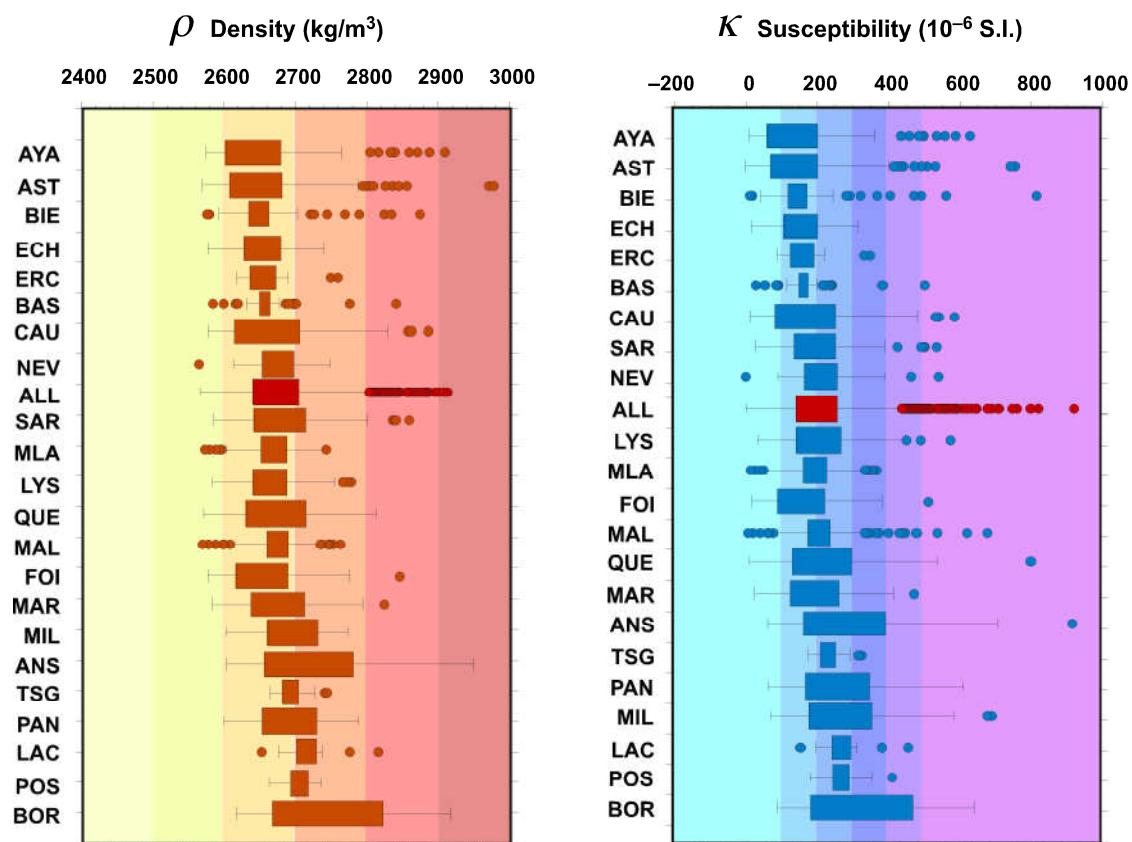 ρ Density (kg/m³)
2400 2500 2600 2700 2800 2900 3000
AYA
AST
BIE
ECH
ERC
BAS
CAU
NEV
ALL
SAR
MLA
LYS
QUE
MAL
FOI
MAR
MIL
ANS
TSG
PAN
LAC
POS
BOR
κ Susceptibility (10⁻⁶ S.I.)
−200 0 200 400 600 800 1000
AYA
AST
BIE
ECH
ERC
BAS
CAU
SAR
NEV
ALL
LYS
MLA
FOI
MAL
QUE
MAR
ANS
TSG
PAN
MIL
LAC
POS
BOR